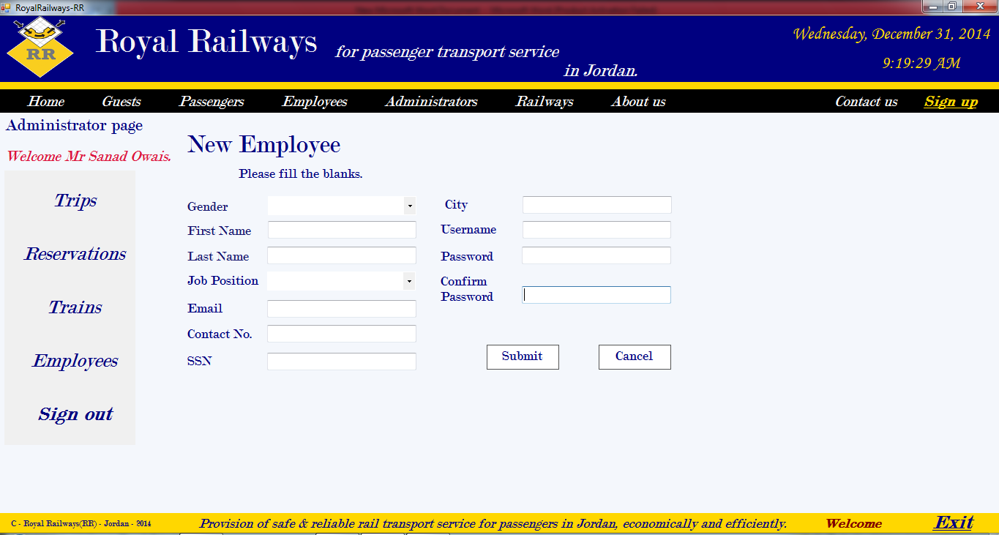 RoyalRailways-RR
RR
Royal Railways
for passenger transport service
in Jordan.
Wednesday, December 31, 2014
9:19:29 AM
Home Guests Passengers Employees Administrators Railways About us Contact us Sign up
Administrator page
Welcome Mr Sanad Owais.
Trips
Reservations
Trains
Employees
Sign out
New Employee
Please fill the blanks.
Gender
First Name
Last Name
Job Position
Email
Contact No.
SSN
City
Username
Password
Confirm
Password
Submit Cancel
C - Royal Railways(RR) - Jordan - 2014
Provision of safe & reliable rail transport service for passengers in Jordan, economically and efficiently.
Welcome
Exit